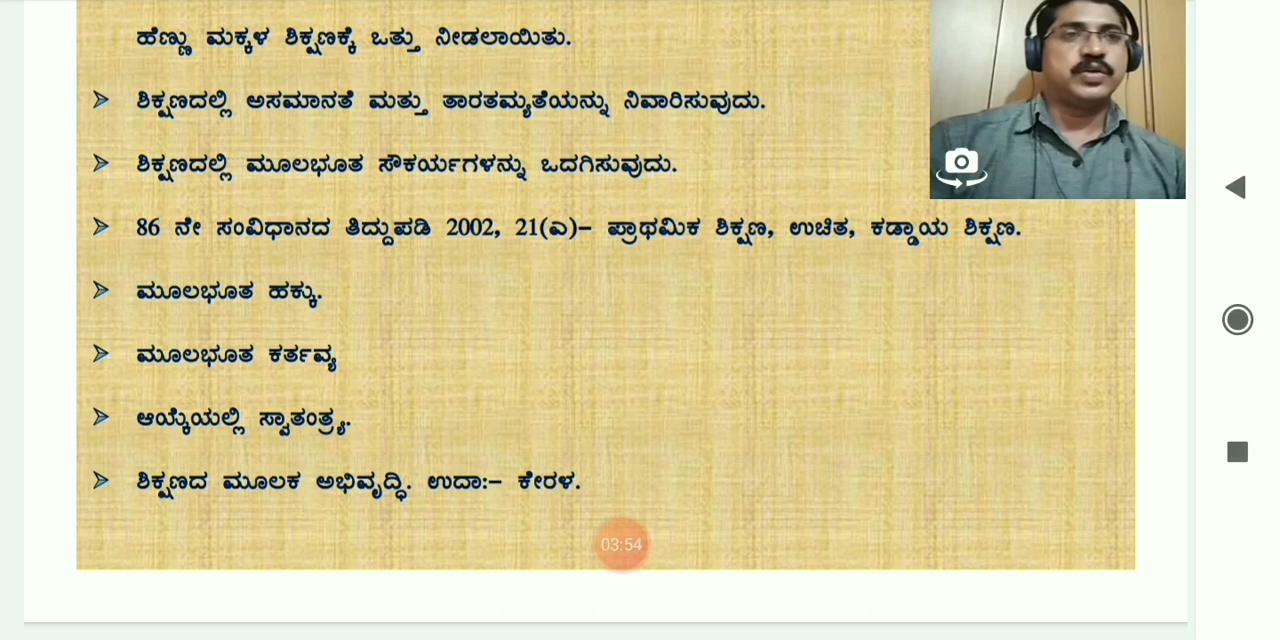 ಹೆಣ್ಣು ಮಕ್ಕಳ ಶಿಕ್ಷಣಕ್ಕೆ ಒತ್ತು ನೀಡಲಾಯಿತು.
ಶಿಕ್ಷಣದಲ್ಲಿ ಅಸಮಾನತೆ ಮತ್ತು ತಾರತಮ್ಯತೆಯನ್ನು ನಿವಾರಿಸುವುದು.
ಶಿಕ್ಷಣದಲ್ಲಿ ಮೂಲಭೂತ ಸೌಕರ್ಯಗಳನ್ನು ಒದಗಿಸುವುದು.
86 ನೇ ಸಂವಿಧಾನದ ತಿದ್ದುಪಡಿ 2002, 21(ಎ)– ಪ್ರಾಥಮಿಕ ಶಿಕ್ಷಣ, ಉಚಿತ, ಕಡ್ಡಾಯ ಶಿಕ್ಷಣ.
ಮೂಲಭೂತ ಹಕ್ಕು.
ಮೂಲಭೂತ ಕರ್ತವ್ಯ
ಆಯ್ಕೆಯಲ್ಲಿ ಸ್ವಾತಂತ್ರ್ಯ.
ಶಿಕ್ಷಣದ ಮೂಲಕ ಅಭಿವೃದ್ಧಿ. ಉದಾ:– ಕೇರಳ.
03:54